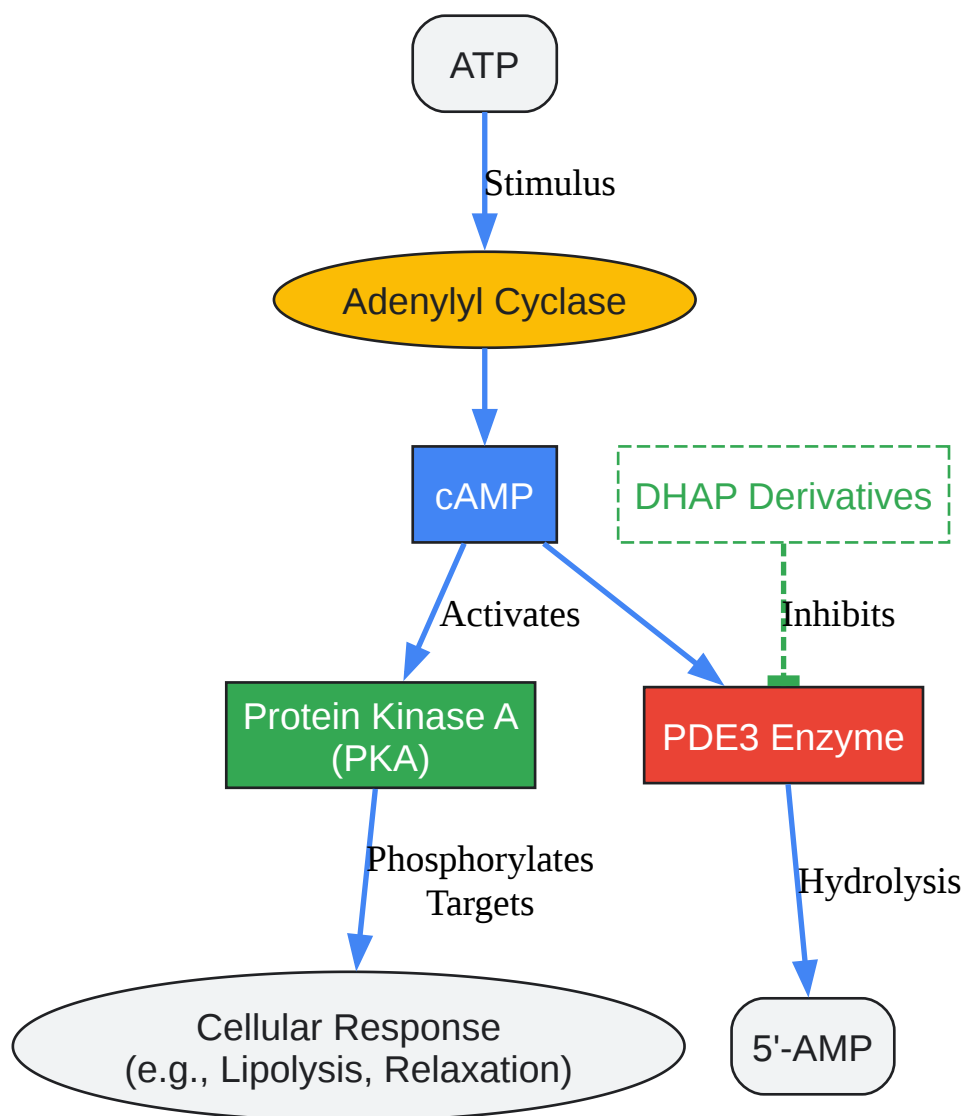 ATP
Stimulus
Adenylyl Cyclase
cAMP
DHAP Derivatives
Activates
Inhibits
Protein Kinase A
(PKA)
PDE3 Enzyme
Phosphorylates
Targets
Hydrolysis
Cellular Response
(e.g., Lipolysis, Relaxation)
5'-AMP